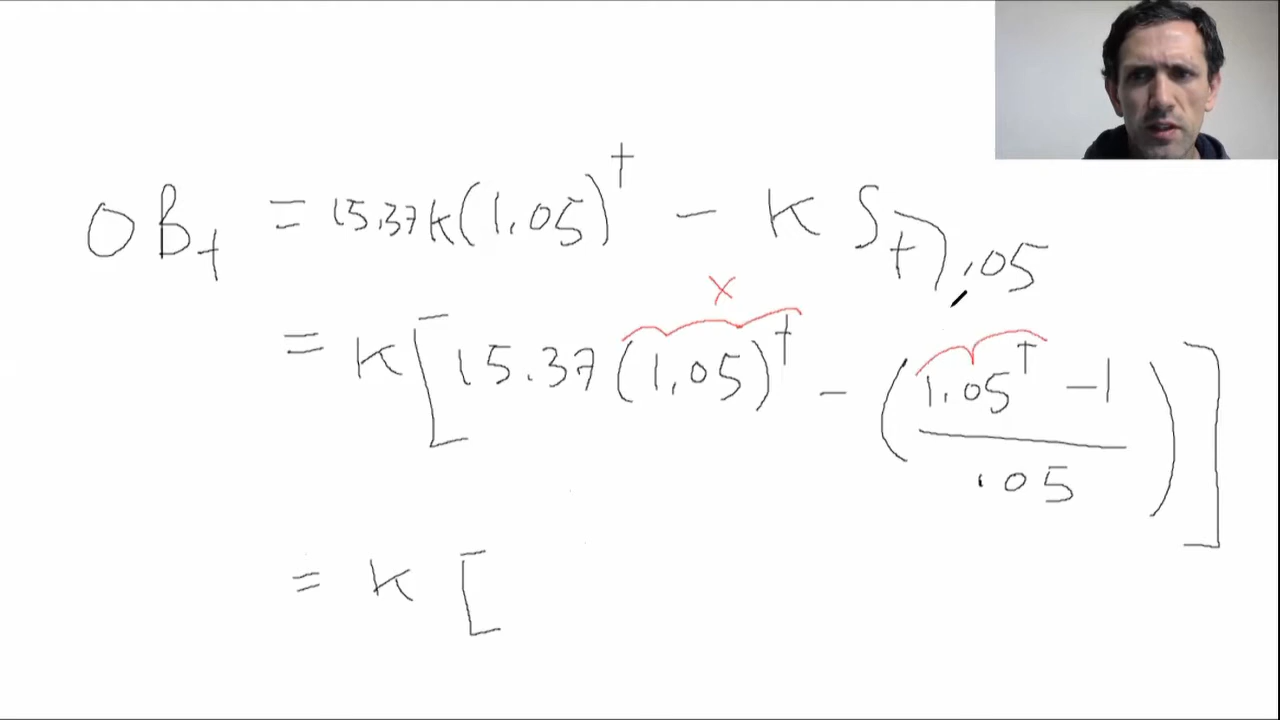 OB_t = 15.37K(1.05)^t - K S_t⌉.05
x
= K[15.37(1.05)^t - (1.05^t - 1 / .05)]
= K [